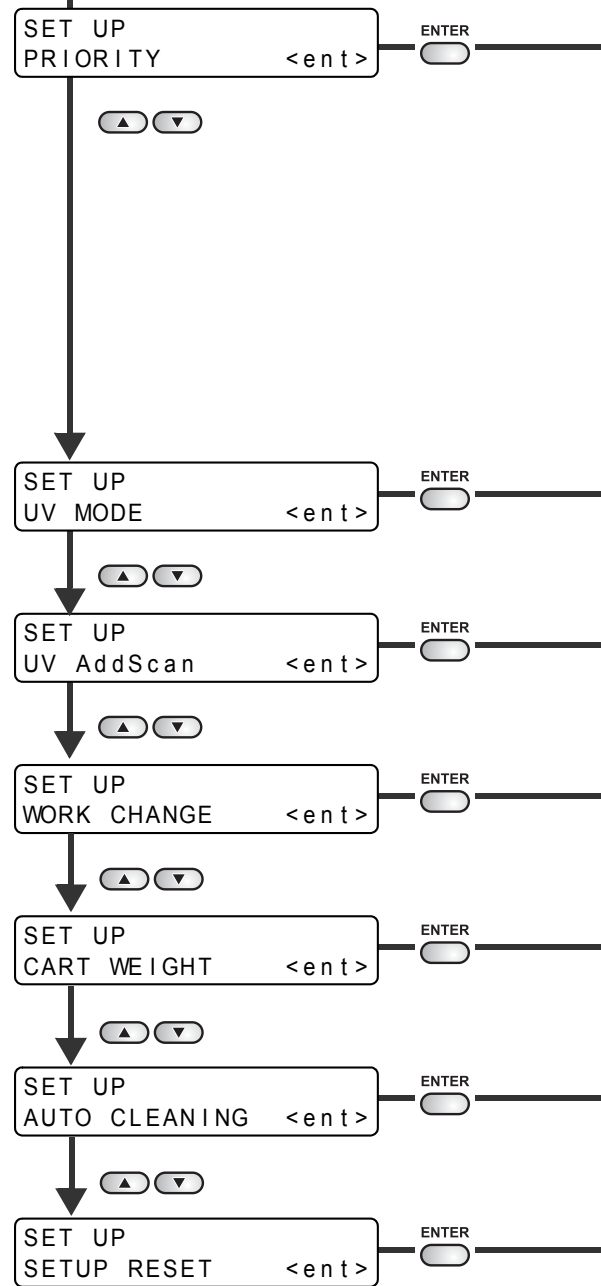 SET UP
PRIORITY <ent>
ENTER
▲ ▼
SET UP
UV MODE <ent>
ENTER
▲ ▼
SET UP
UV AddScan <ent>
ENTER
▲ ▼
SET UP
WORK CHANGE <ent>
ENTER
▲ ▼
SET UP
CART WEIGHT <ent>
ENTER
▲ ▼
SET UP
AUTO CLEANING <ent>
ENTER
▲ ▼
SET UP
SETUP RESET <ent>
ENTER